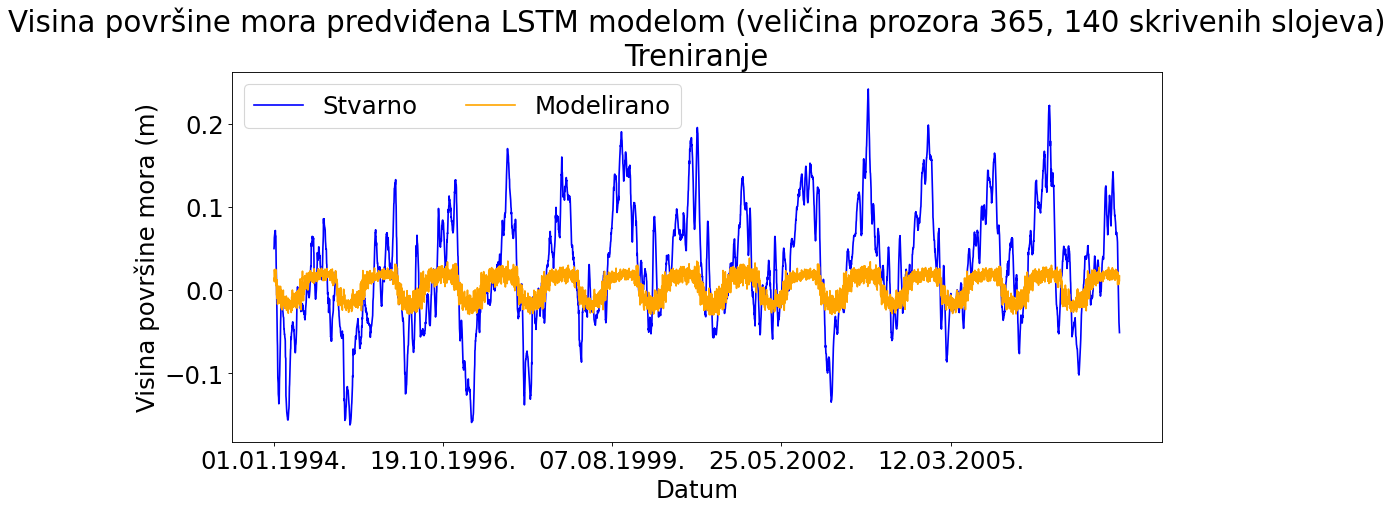 Visina površine mora predviđena LSTM modelom (veličina prozora 365, 140 skrivenih slojeva)
Treniranje
Stvarno Modelirano
Visina površine mora (m)
0.2
0.1
0.0
−0.1
01.01.1994. 19.10.1996. 07.08.1999. 25.05.2002. 12.03.2005.
Datum